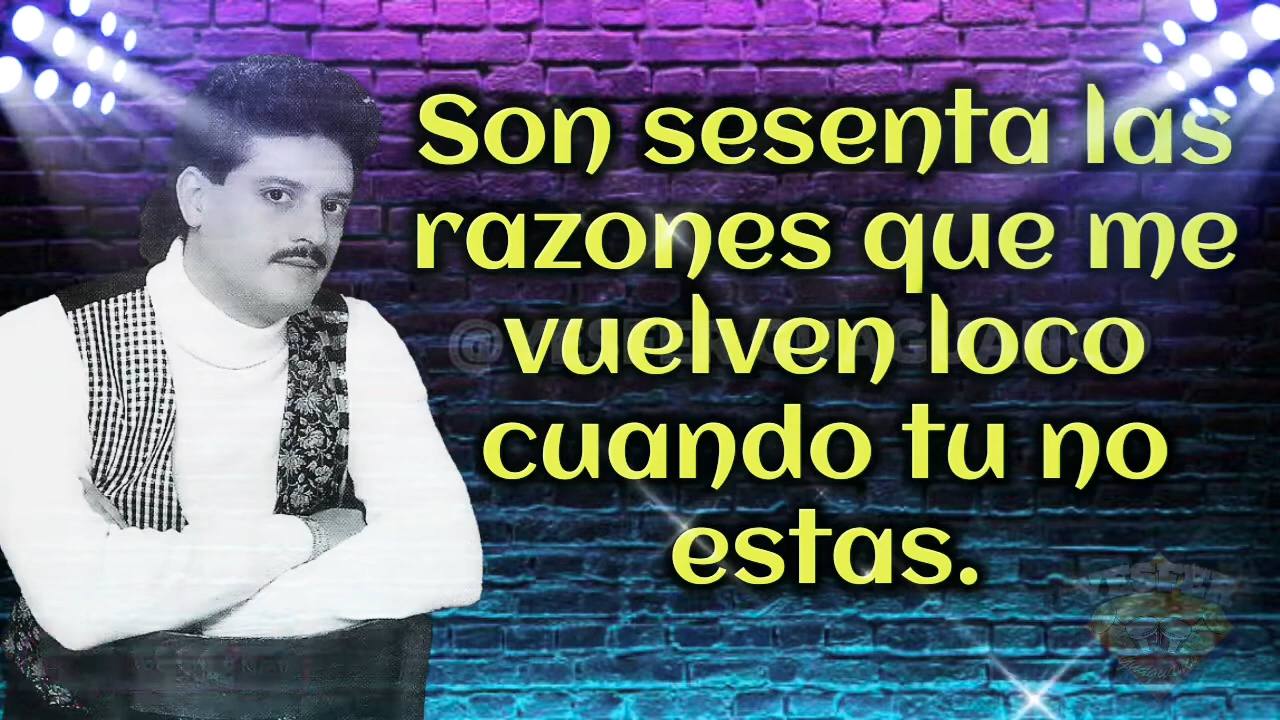 Son sesenta las
razones que me
vuelven loco
cuando tu no
estas.